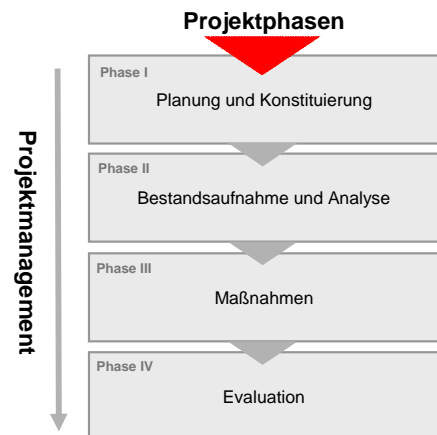 Projektphasen
Phase I
Planung und Konstituierung
Projektmanagement
Phase II
Bestandsaufnahme und Analyse
Phase III
Maßnahmen
Phase IV
Evaluation